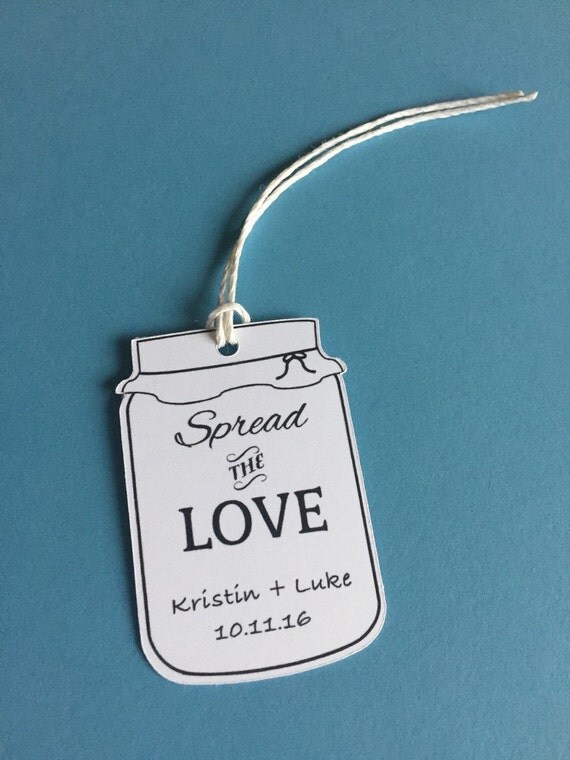 Spread
THE
LOVE
Kristin + Luke
10.11.16